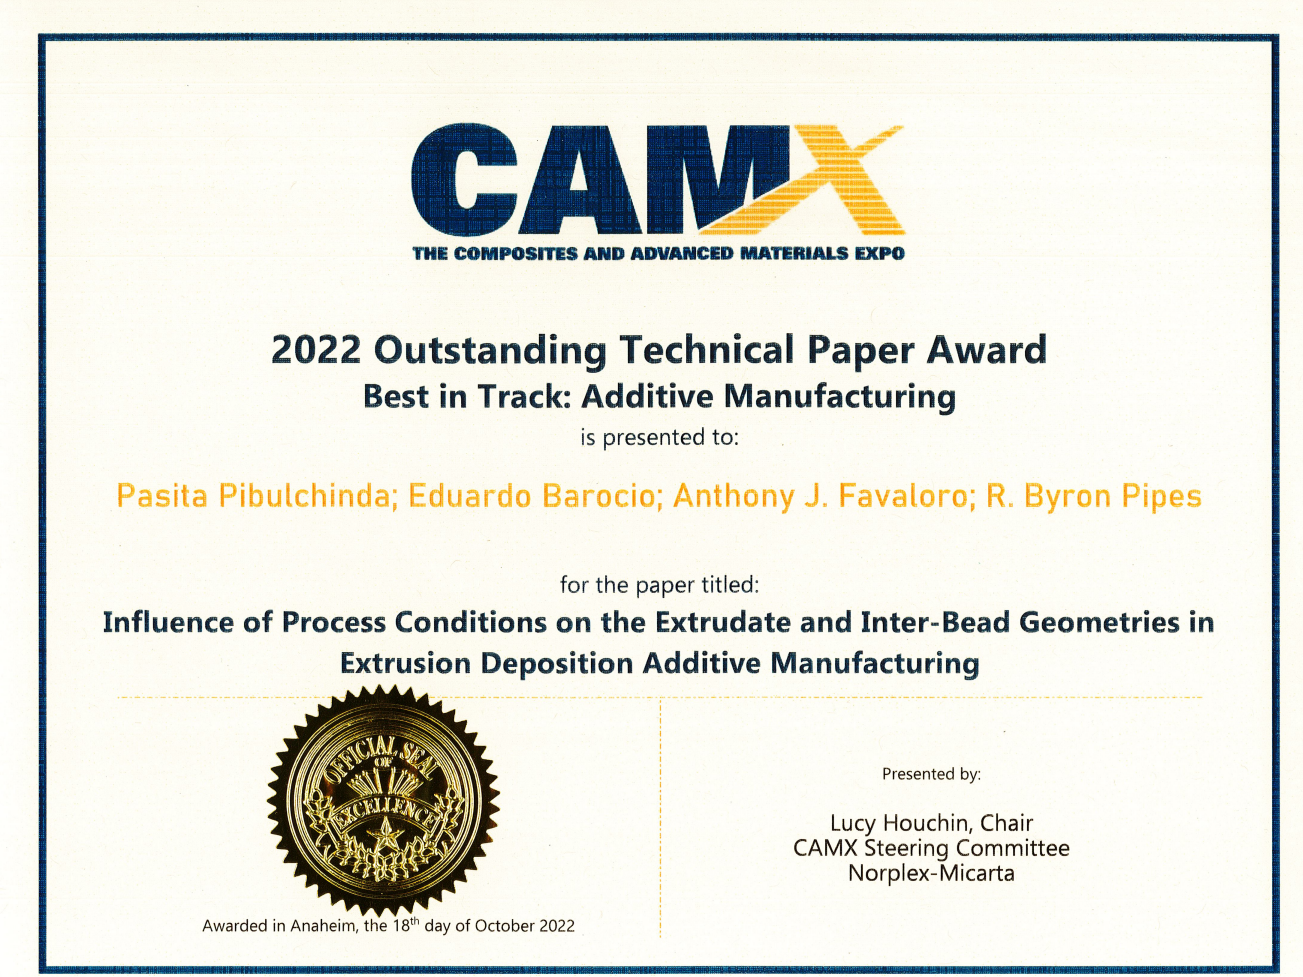 CAMX
THE COMPOSITES AND ADVANCED MATERIALS EXPO
2022 Outstanding Technical Paper Award
Best in Track: Additive Manufacturing
is presented to:
Pasita Pibulchinda; Eduardo Barocio; Anthony J. Favaloro; R. Byron Pipes
for the paper titled:
Influence of Process Conditions on the Extrudate and Inter-Bead Geometries in
Extrusion Deposition Additive Manufacturing
OFFICIAL SEAL
OF
EXCELLENCE
Awarded in Anaheim, the 18th day of October 2022
Presented by:
Lucy Houchin, Chair
CAMX Steering Committee
Norplex-Micarta